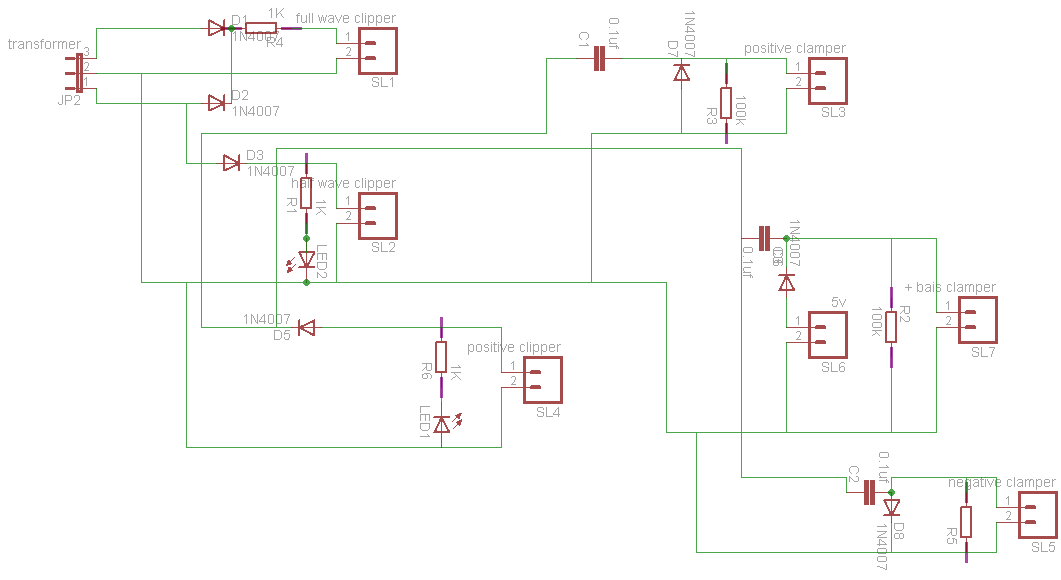 transformer
3
2
1
JP2
D1
1N4007
1K
R4
full wave clipper
1
2
SL1
D2
1N4007
D3
1N4007
half wave clipper
R1
1K
1
2
SL2
LED2
1N4007
D5
R6
1K
LED1
positive clipper
1
2
SL4
C1
0.1uf
D7
1N4007
R3
100k
positive clamper
1
2
SL3
0.1uf
1N4007
5v
1
2
SL6
100k
R2
+ bais clamper
1
2
SL7
C2
0.1uf
D8
1N4007
R5
negative clamper
1
2
SL5